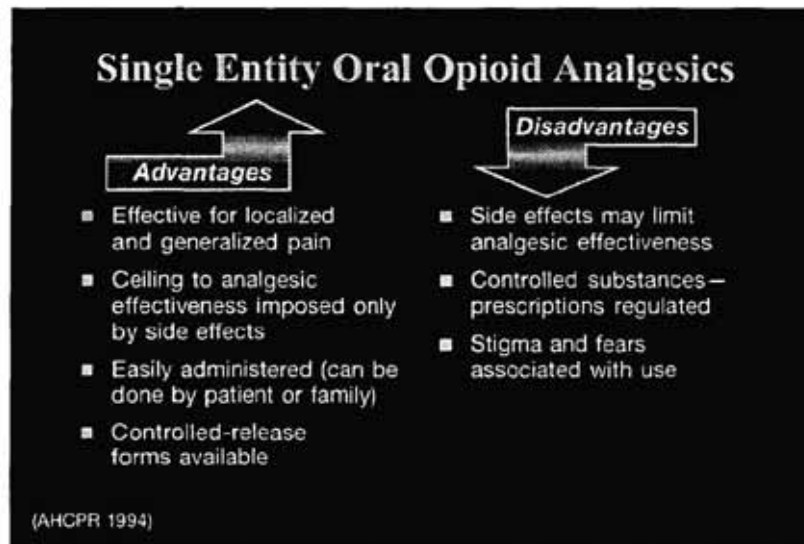 Single Entity Oral Opioid Analgesics
Advantages
■ Effective for localized
and generalized pain
■ Ceiling to analgesic
effectiveness imposed only
by side effects
■ Easily administered (can be
done by patient or family)
■ Controlled-release
forms available
Disadvantages
■ Side effects may limit
analgesic effectiveness
■ Controlled substances–
prescriptions regulated
■ Stigma and fears
associated with use
(AHCPR 1994)